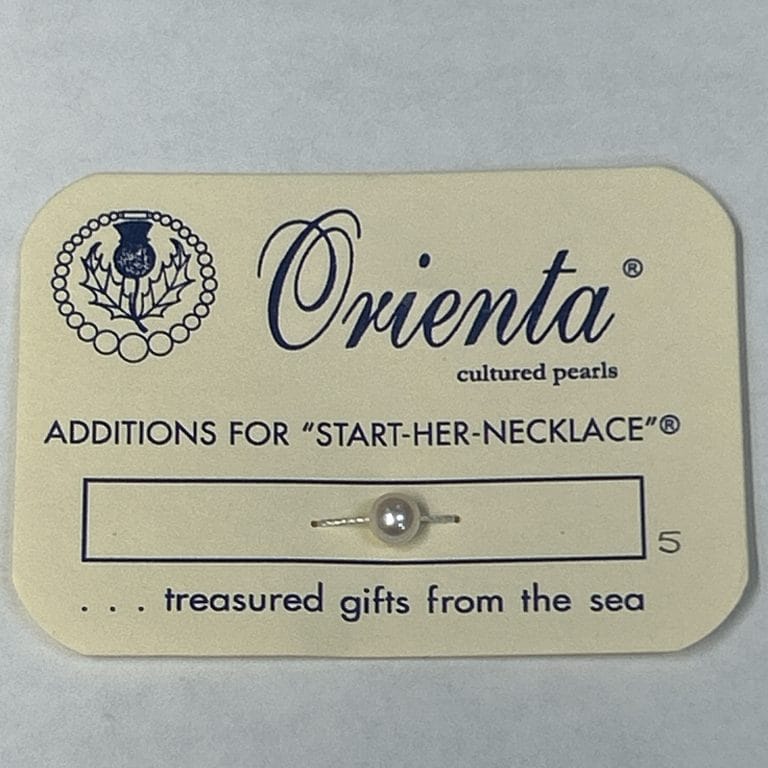 Orienta®
cultured pearls
ADDITIONS FOR "START-HER-NECKLACE"®
5
... treasured gifts from the sea